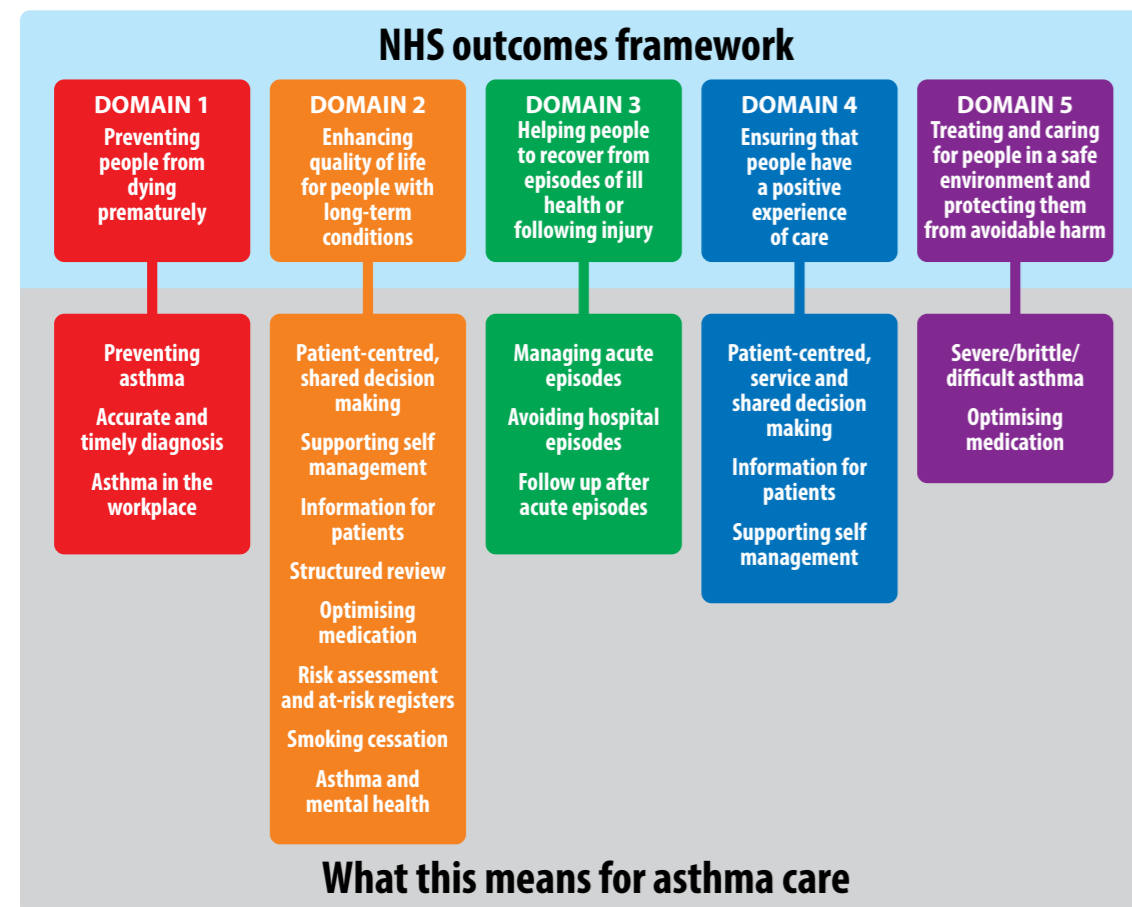 NHS outcomes framework
DOMAIN 1
Preventing
people from
dying
prematurely
DOMAIN 2
Enhancing
quality of life
for people with
long-term
conditions
DOMAIN 3
Helping people
to recover from
episodes of ill
health or
following injury
DOMAIN 4
Ensuring that
people have
a positive
experience
of care
DOMAIN 5
Treating and caring
for people in a safe
environment and
protecting them
from avoidable harm
Preventing
asthma
Accurate and
timely diagnosis
Asthma in the
workplace
Patient-centred,
shared decision
making
Supporting self
management
Information for
patients
Structured review
Optimising
medication
Risk assessment
and at-risk registers
Smoking cessation
Asthma and
mental health
Managing acute
episodes
Avoiding hospital
episodes
Follow up after
acute episodes
Patient-centred,
service and
shared decision
making
Information for
patients
Supporting self
management
Severe/brittle/
difficult asthma
Optimising
medication
What this means for asthma care